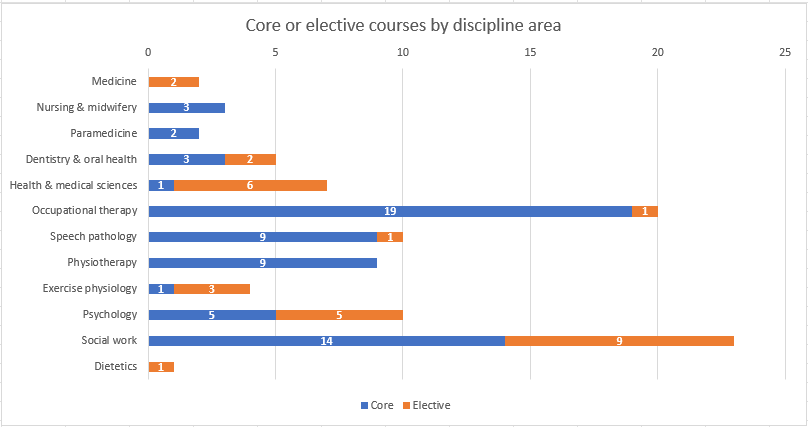 Core or elective courses by discipline area
0 5 10 15 20 25
Medicine 2
Nursing & midwifery 3
Paramedicine 2
Dentistry & oral health 3 2
Health & medical sciences 1 6
Occupational therapy 19 1
Speech pathology 9 1
Physiotherapy 9
Exercise physiology 1 3
Psychology 5 5
Social work 14 9
Dietetics 1
Core Elective